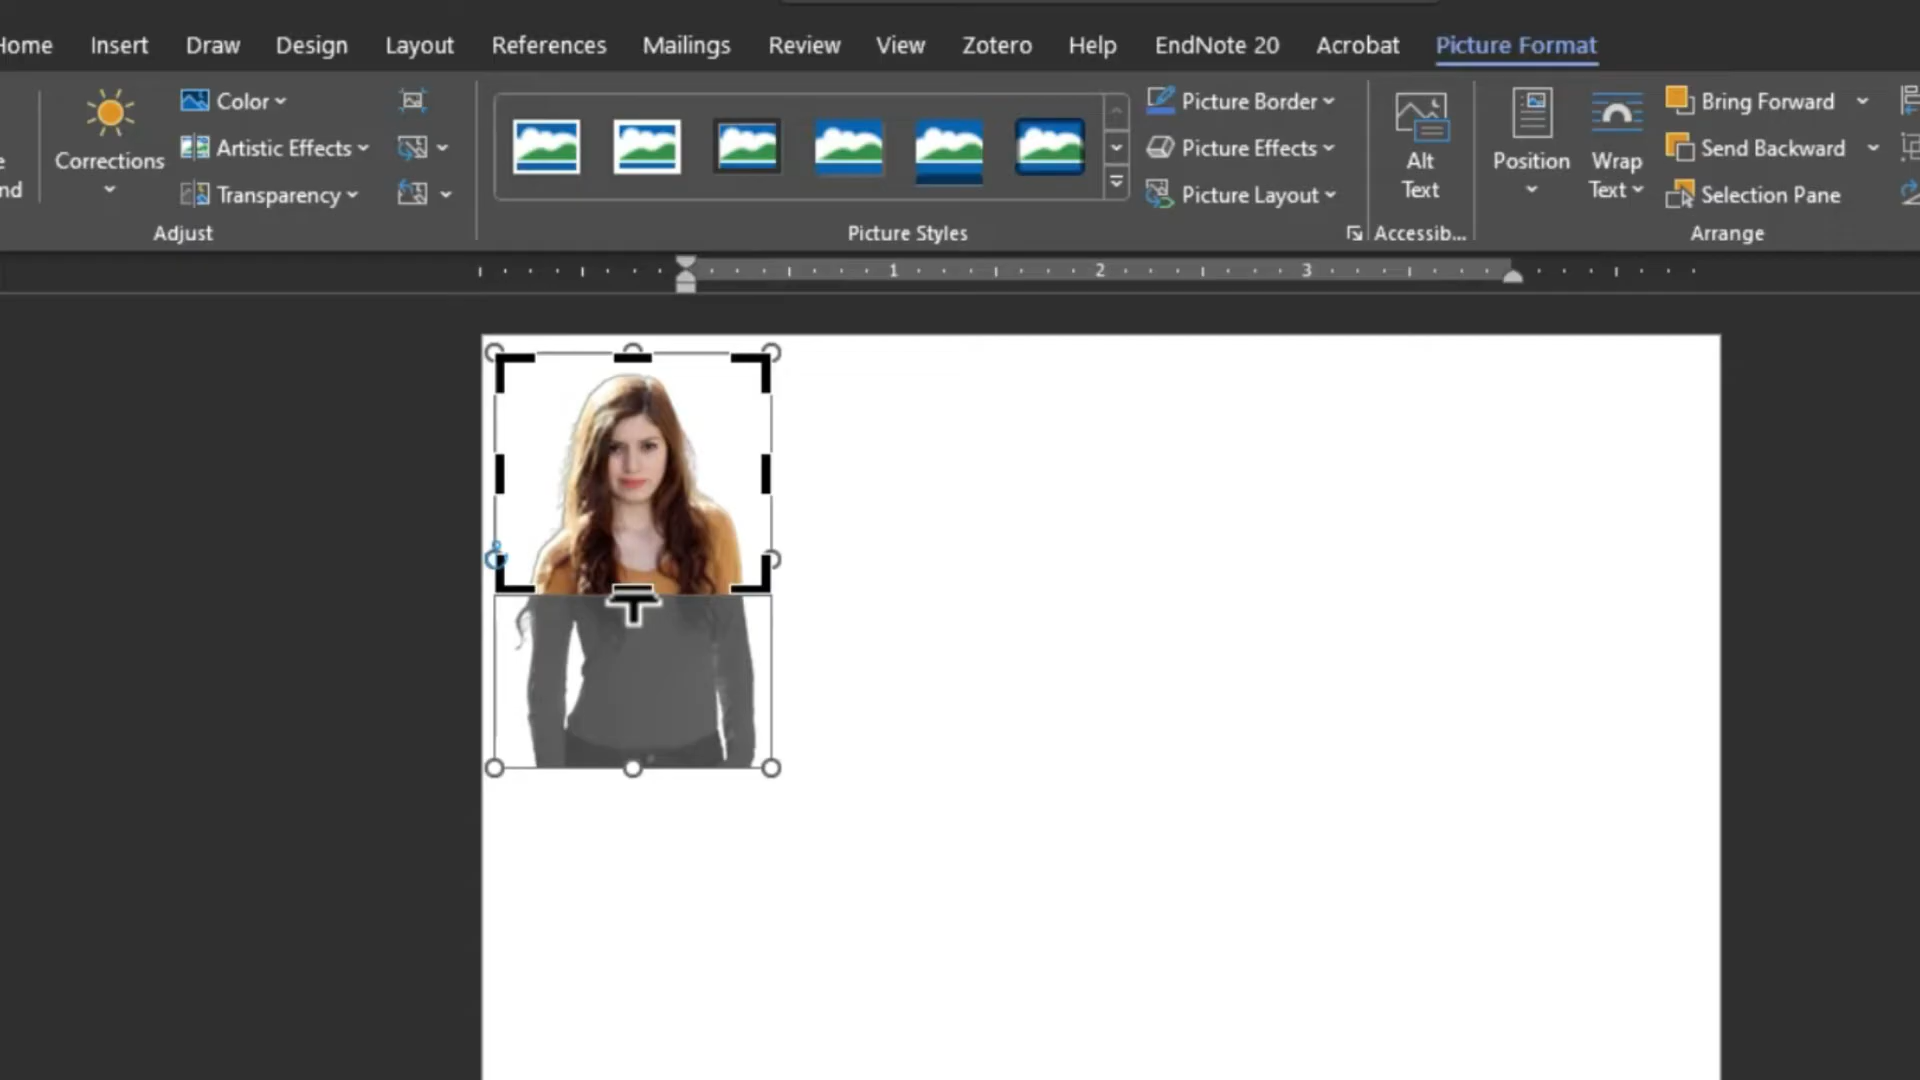 Home Insert Draw Design Layout References Mailings Review View Zotero Help EndNote 20 Acrobat Picture Format
Color
Picture Border
Bring Forward
Corrections
Artistic Effects
Picture Effects
Alt
Text
Position
Wrap
Text
Send Backward
nd
Transparency
Picture Layout
Selection Pane
Adjust
Picture Styles
Accessib...
Arrange
1 2 3